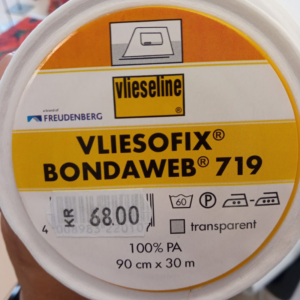 vlieseline
®
FREUDENBERG
VLIESOFIX®
BONDAWEB® 719
KR 68.00
60 P
transparent
100% PA
90 cm x 30 m